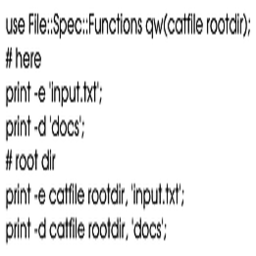 use File::Spec::Functions qw(catfile rootdir);
# here
print -e 'input.txt';
print -d 'docs';
# root dir
print -e catfile rootdir, 'input.txt';
print -d catfile rootdir, 'docs';